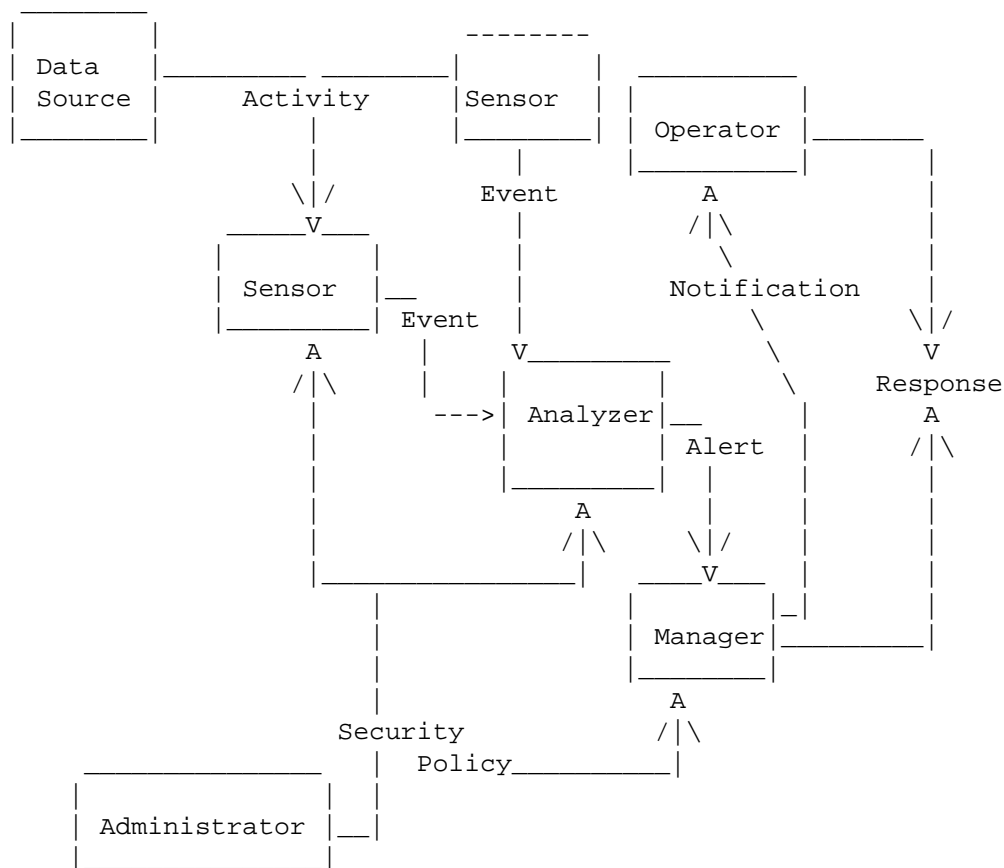 Data
Source
Activity
Sensor
Operator
Event
Sensor
Event
Notification
Response
Analyzer
Alert
Manager
Security
Policy
Administrator